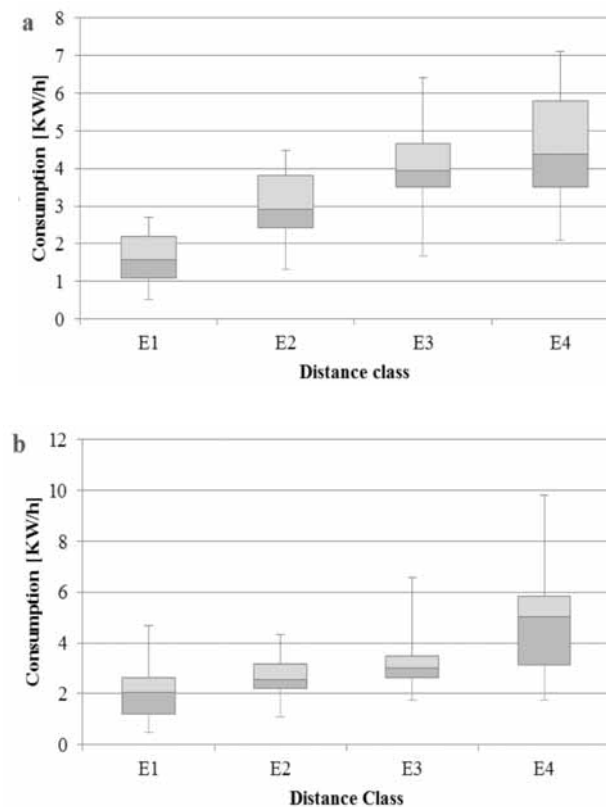 a
Consumption [KW/h]
8
7
6
5
4
3
2
1
0
E1 E2 E3 E4
Distance class
b
Consumption [KW/h]
12
10
8
6
4
2
0
E1 E2 E3 E4
Distance Class